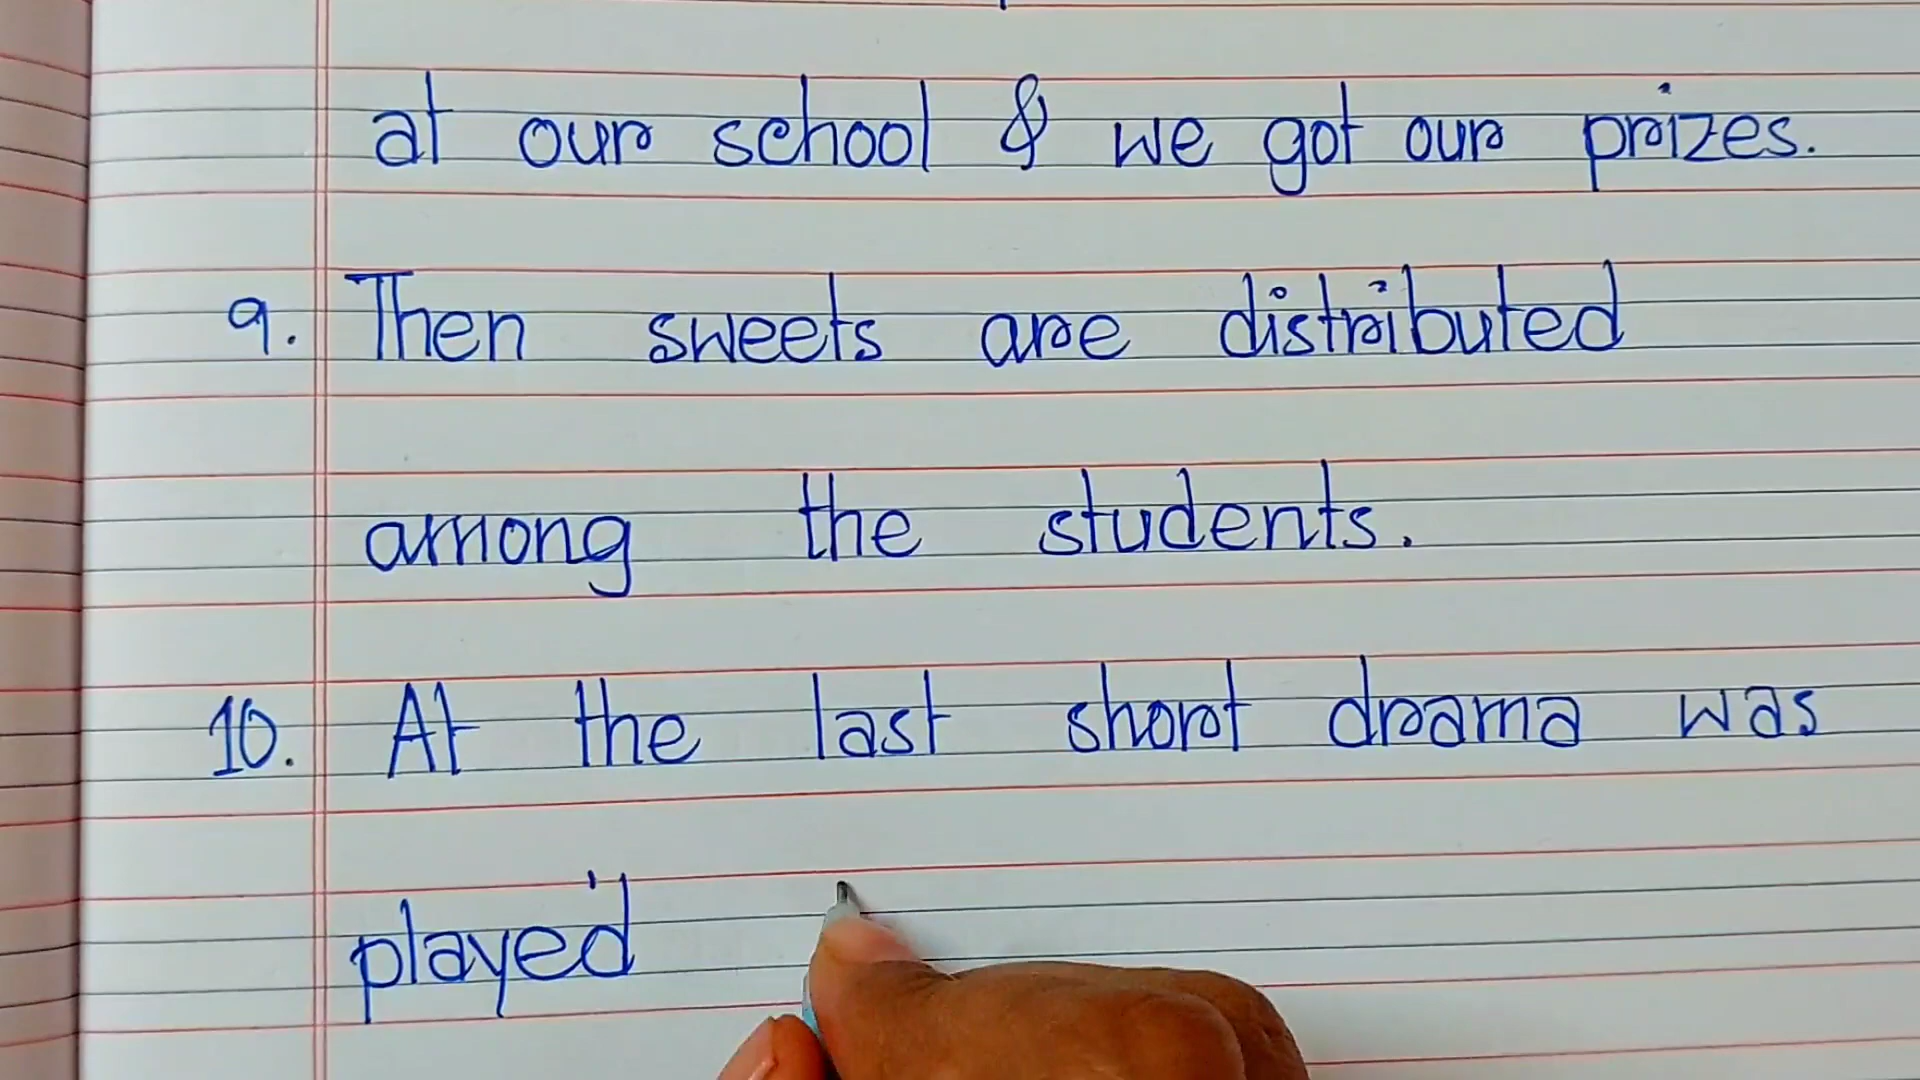 at our school & we got our prizes.
9. Then sweets are distributed
among the students.
10. At the last short drama was
played